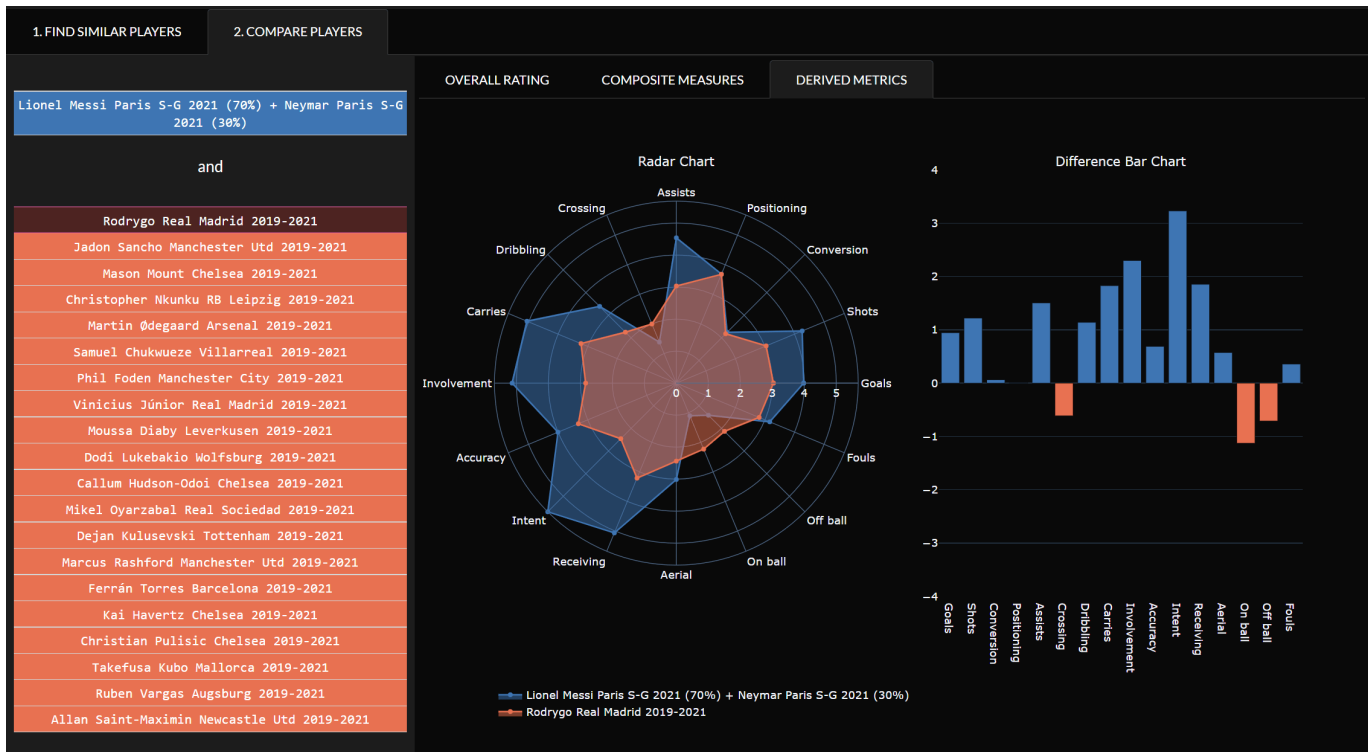 1. FIND SIMILAR PLAYERS
2. COMPARE PLAYERS
Lionel Messi Paris S-G 2021 (70%) + Neymar Paris S-G
2021 (30%)
and
Rodrygo Real Madrid 2019-2021
Jadon Sancho Manchester Utd 2019-2021
Mason Mount Chelsea 2019-2021
Christopher Nkunku RB Leipzig 2019-2021
Martin Ødegaard Arsenal 2019-2021
Samuel Chukwueze Villarreal 2019-2021
Phil Foden Manchester City 2019-2021
Vinicius Júnior Real Madrid 2019-2021
Moussa Diaby Leverkusen 2019-2021
Dodi Lukebakio Wolfsburg 2019-2021
Callum Hudson-Odoi Chelsea 2019-2021
Mikel Oyarzabal Real Sociedad 2019-2021
Dejan Kulusevski Tottenham 2019-2021
Marcus Rashford Manchester Utd 2019-2021
Ferrán Torres Barcelona 2019-2021
Kai Havertz Chelsea 2019-2021
Christian Pulisic Chelsea 2019-2021
Takefusa Kubo Mallorca 2019-2021
Ruben Vargas Augsburg 2019-2021
Allan Saint-Maximin Newcastle Utd 2019-2021
OVERALL RATING
COMPOSITE MEASURES
DERIVED METRICS
Radar Chart
Assists
Positioning
Conversion
Shots
Goals
Fouls
Off ball
On ball
Aerial
Receiving
Intent
Accuracy
Involvement
Carries
Dribbling
Crossing
0 1 2 3 4 5
Lionel Messi Paris S-G 2021 (70%) + Neymar Paris S-G 2021 (30%)
Rodrygo Real Madrid 2019-2021
Difference Bar Chart
4
3
2
1
0
−1
−2
−3
−4
Goals
Shots
Conversion
Positioning
Assists
Crossing
Dribbling
Carries
Involvement
Accuracy
Intent
Receiving
Aerial
On ball
Off ball
Fouls